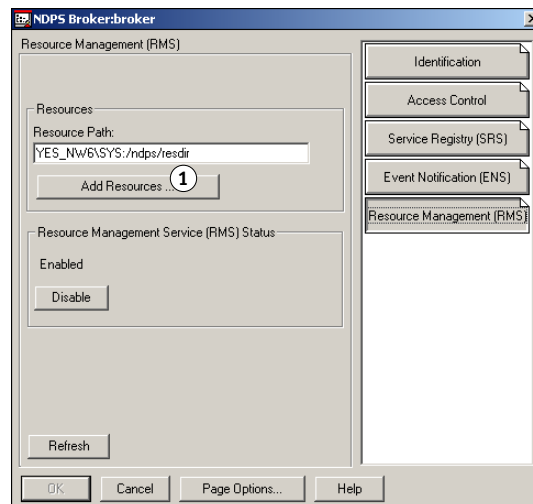 NDPS Broker:broker
Resource Management (RMS)
Resources
Resource Path:
YES_NW6\SYS:/ndps/resdir
Add Resources ...
1
Resource Management Service (RMS) Status
Enabled
Disable
Refresh
Identification
Access Control
Service Registry (SRS)
Event Notification (ENS)
Resource Management (RMS)
OK
Cancel
Page Options...
Help